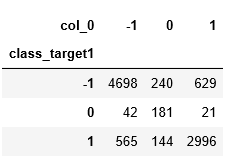 col_0 -1 0 1
class_target1
-1 4698 240 629
0 42 181 21
1 565 144 2996